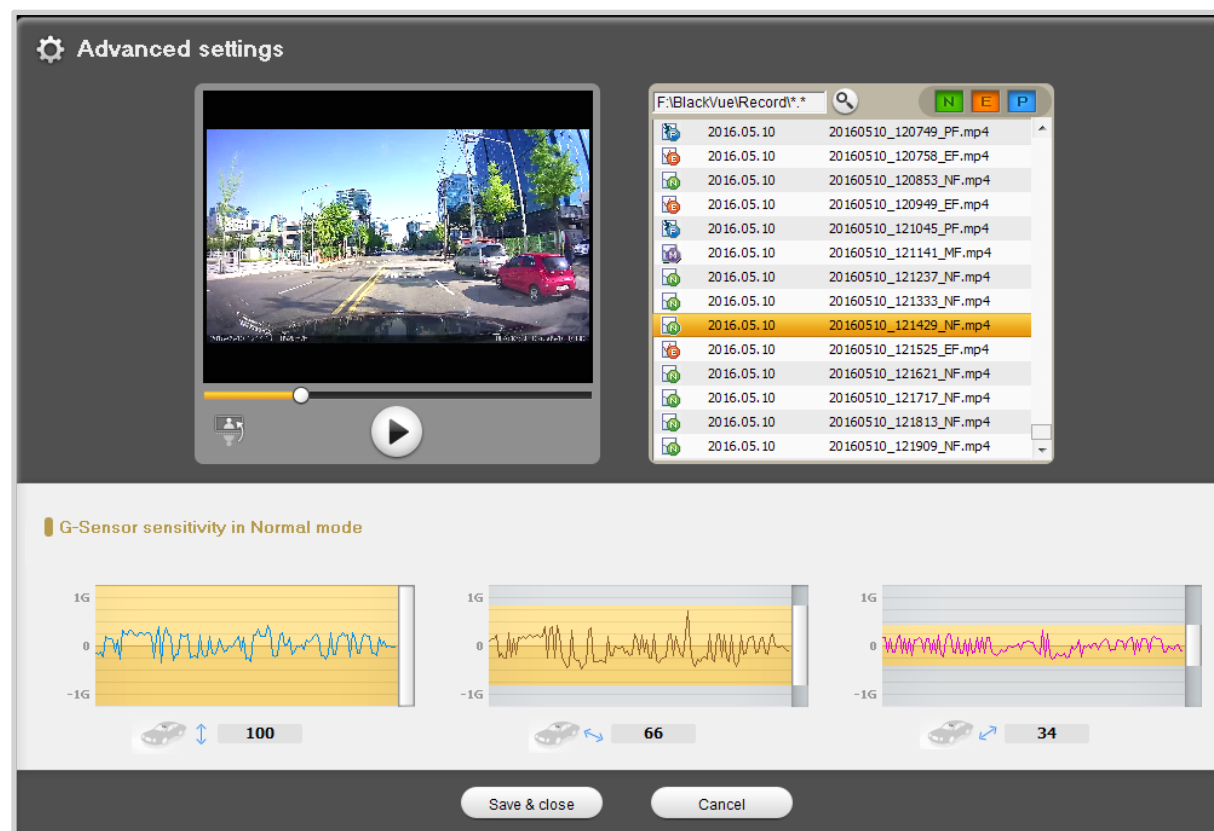 Advanced settings
F:\BlackVue\Record\*.*
N E P
2016.05.10 20160510_120749_PF.mp4
2016.05.10 20160510_120758_EF.mp4
2016.05.10 20160510_120853_NF.mp4
2016.05.10 20160510_120949_EF.mp4
2016.05.10 20160510_121045_PF.mp4
2016.05.10 20160510_121141_MF.mp4
2016.05.10 20160510_121237_NF.mp4
2016.05.10 20160510_121333_NF.mp4
2016.05.10 20160510_121429_NF.mp4
2016.05.10 20160510_121525_EF.mp4
2016.05.10 20160510_121621_NF.mp4
2016.05.10 20160510_121717_NF.mp4
2016.05.10 20160510_121813_NF.mp4
2016.05.10 20160510_121909_NF.mp4
G-Sensor sensitivity in Normal mode
1G 1G 1G
0 0 0
-1G -1G -1G
100 66 34
Save & close Cancel